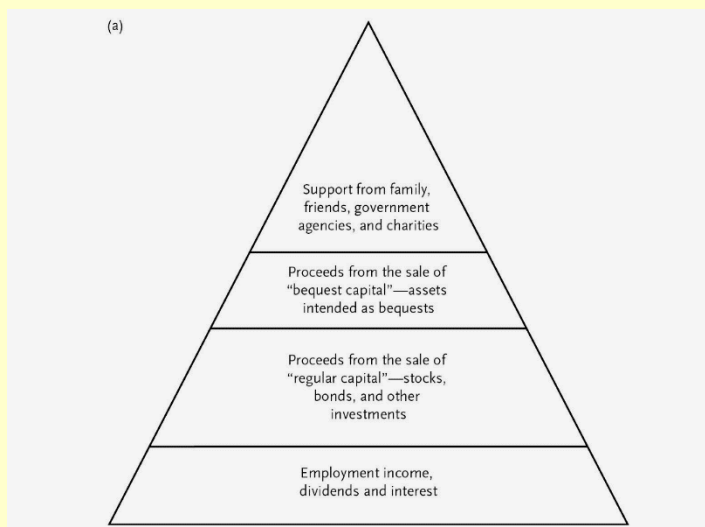 (a)
Support from family,
friends, government
agencies, and charities
Proceeds from the sale of
“bequest capital”—assets
intended as bequests
Proceeds from the sale of
“regular capital”—stocks,
bonds, and other
investments
Employment income,
dividends and interest